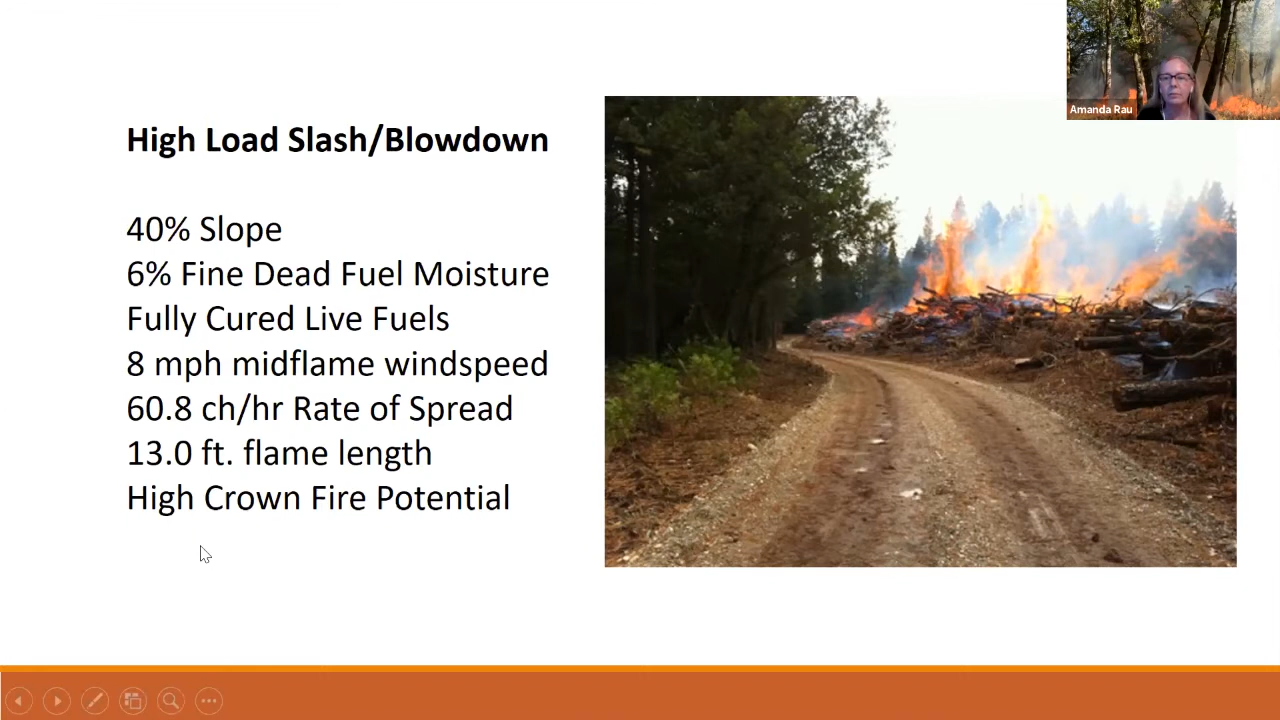 Amanda Rau
High Load Slash/Blowdown
40% Slope
6% Fine Dead Fuel Moisture
Fully Cured Live Fuels
8 mph midflame windspeed
60.8 ch/hr Rate of Spread
13.0 ft. flame length
High Crown Fire Potential